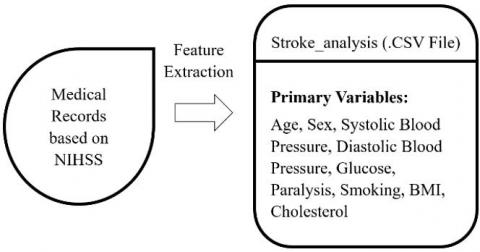 Medical
Records
based on
NIHSS
Feature
Extraction
Stroke_analysis (.CSV File)
Primary Variables:
Age, Sex, Systolic Blood
Pressure, Diastolic Blood
Pressure, Glucose,
Paralysis, Smoking, BMI,
Cholesterol